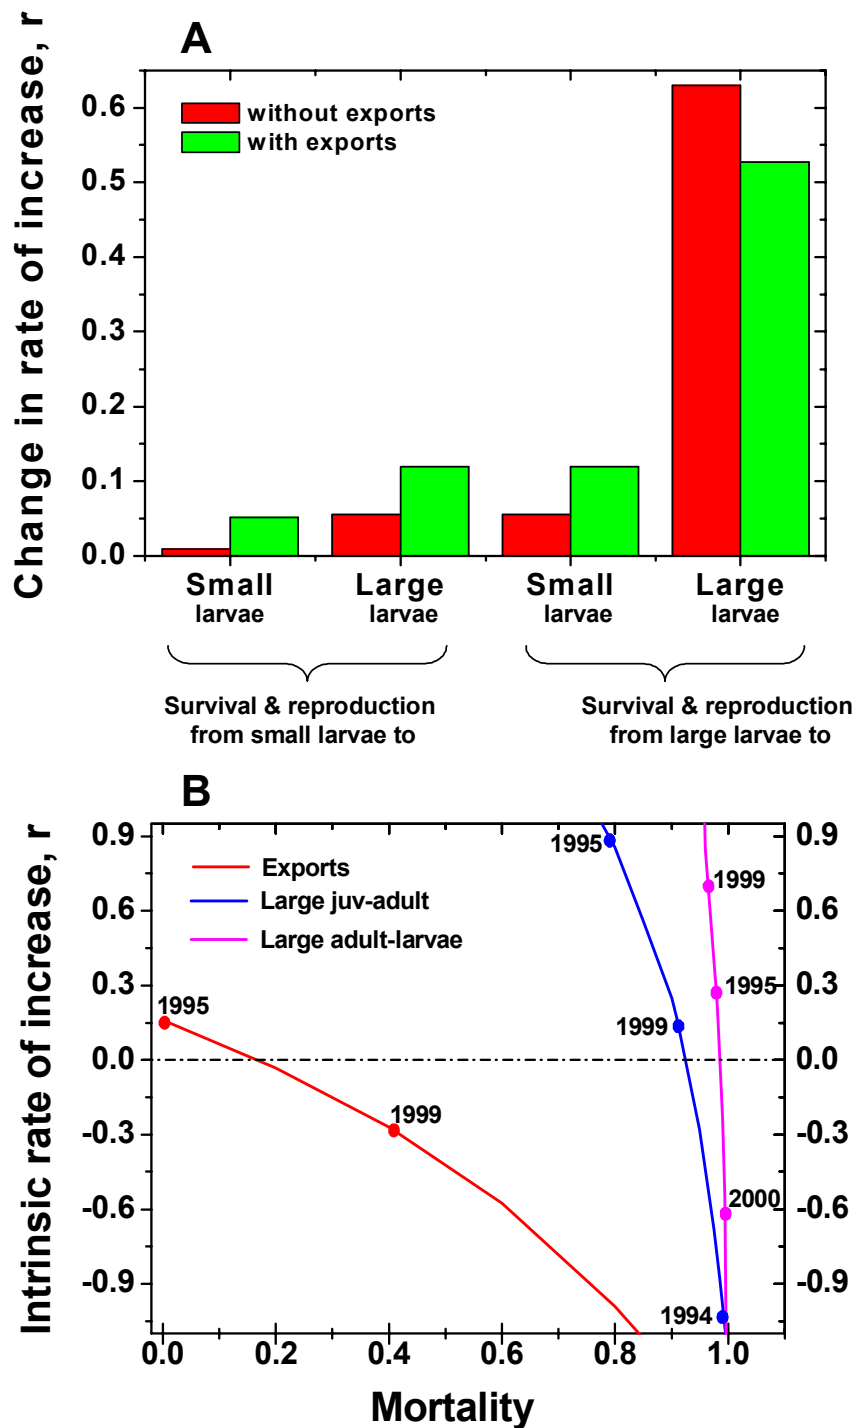 A
Change in rate of increase, r
0.6
0.5
0.4
0.3
0.2
0.1
0.0
without exports
with exports
Small
larvae
Large
larvae
Small
larvae
Large
larvae
Survival & reproduction
from small larvae to
Survival & reproduction
from large larvae to
B
Intrinsic rate of increase, r
0.9
0.6
0.3
0.0
-0.3
-0.6
-0.9
Exports
Large juv-adult
Large adult-larvae
1995
1999
1995
1999
1994
1999
1995
2000
0.9
0.6
0.3
0.0
-0.3
-0.6
-0.9
0.0
0.2
0.4
0.6
0.8
1.0
Mortality